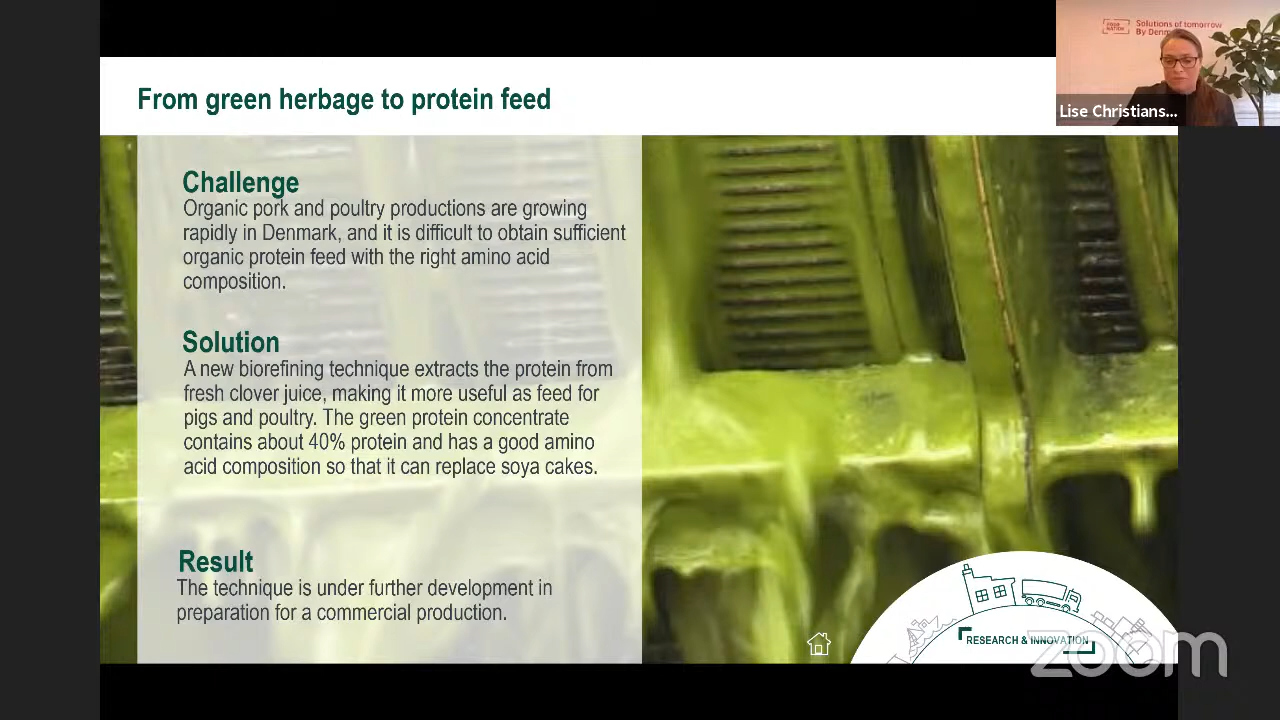 From green herbage to protein feed
FOOD
NATION
Solutions of tomorrow
By Denm
Lise Christians...
Challenge
Organic pork and poultry productions are growing
rapidly in Denmark, and it is difficult to obtain sufficient
organic protein feed with the right amino acid
composition.
Solution
A new biorefining technique extracts the protein from
fresh clover juice, making it more useful as feed for
pigs and poultry. The green protein concentrate
contains about 40% protein and has a good amino
acid composition so that it can replace soya cakes.
Result
The technique is under further development in
preparation for a commercial production.
RESEARCH & INNOVATION
zoom